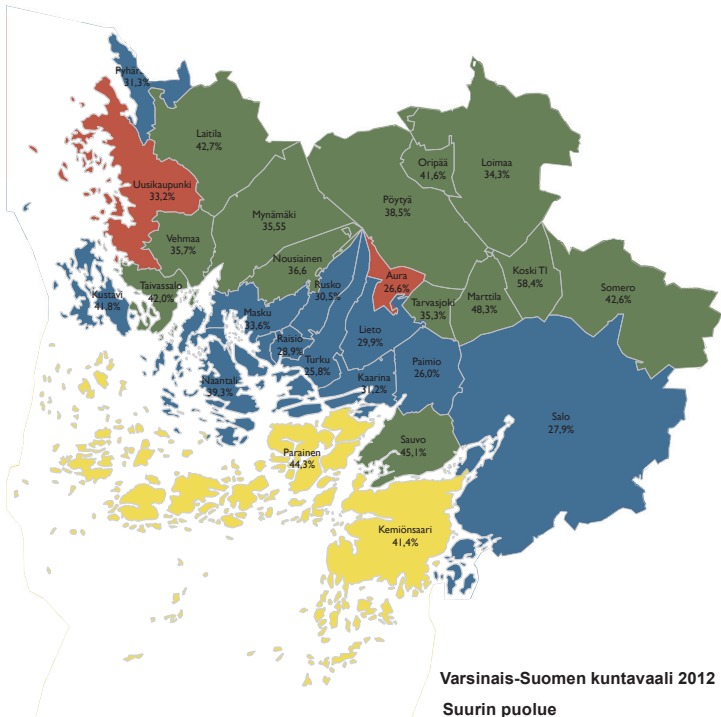 Pyhära
31,3%
Laitila
42,7%
Oripää
41,6%
Loimaa
34,3%
Uusikaupunki
33,2%
Pöytyä
38,5%
Mynämäki
35,55
Vehmaa
35,7%
Nousiainen
36,6
Aura
26,6%
Koski Tl
58,4%
Somero
42,6%
Taivassalo
42,0%
Kustavi
41,8%
Rusko
30,5%
Tarvasjoki
35,3%
Marttila
48,3%
Masku
33,6%
Raisio
28,9%
Lieto
29,9%
Turku
25,8%
Paimio
26,0%
Kaarina
31,2%
Naantali
39,3%
Salo
27,9%
Sauvo
45,1%
Parainen
44,3%
Kemiönsaari
41,4%
Varsinais-Suomen kuntavaali 2012
Suurin puolue